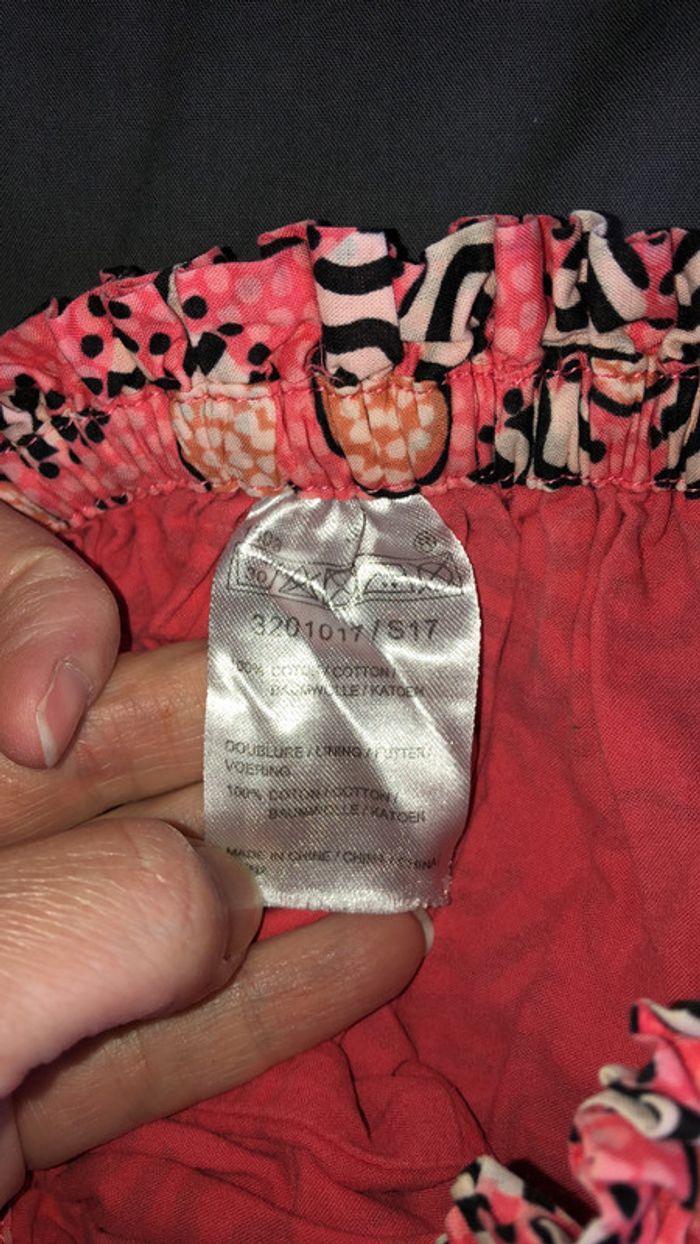 30
3201017/S17
100% COTON/COTTON/
BAUMWOLLE/KATOEN
DOUBLURE/LINING/FUTTER/
VOERING
100% COTON/COTTON/
BAUMWOLLE/KATOEN
MADE IN CHINE/CHINA/CHINA